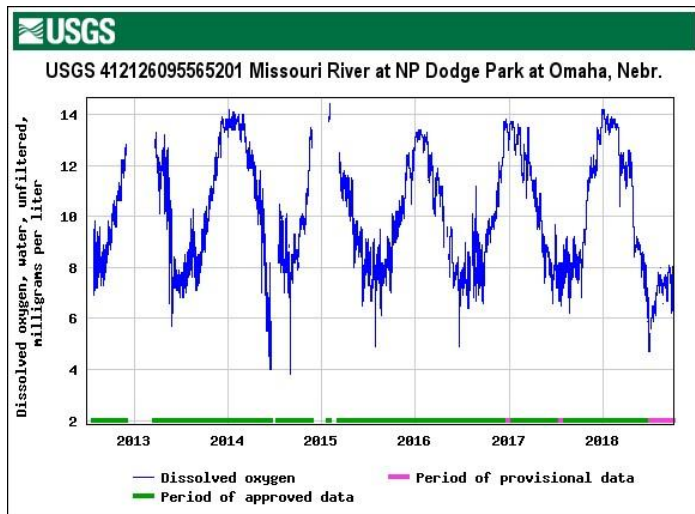 USGS
USGS 412126095565201 Missouri River at NP Dodge Park at Omaha, Nebr.
Dissolved oxygen, water, unfiltered,
milligrams per liter
14
12
10
8
6
4
2
2013 2014 2015 2016 2017 2018
Dissolved oxygen Period of provisional data
Period of approved data